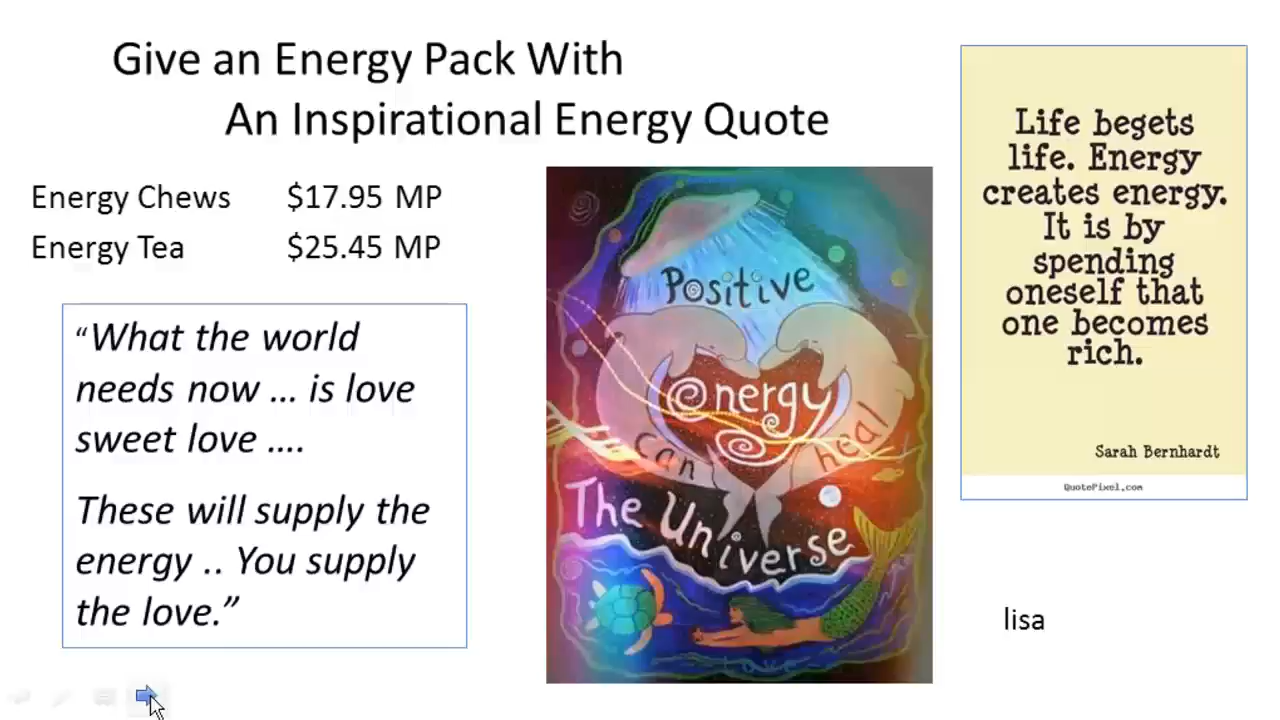 Give an Energy Pack With
An Inspirational Energy Quote
Energy Chews $17.95 MP
Energy Tea $25.45 MP
“What the world
needs now ... is love
sweet love ....
These will supply the
energy .. You supply
the love.”
Positive
energy
can heal
The Universe
LOVE
Life begets
life. Energy
creates energy.
It is by
spending
oneself that
one becomes
rich.
Sarah Bernhardt
QuotePixel.com
lisa